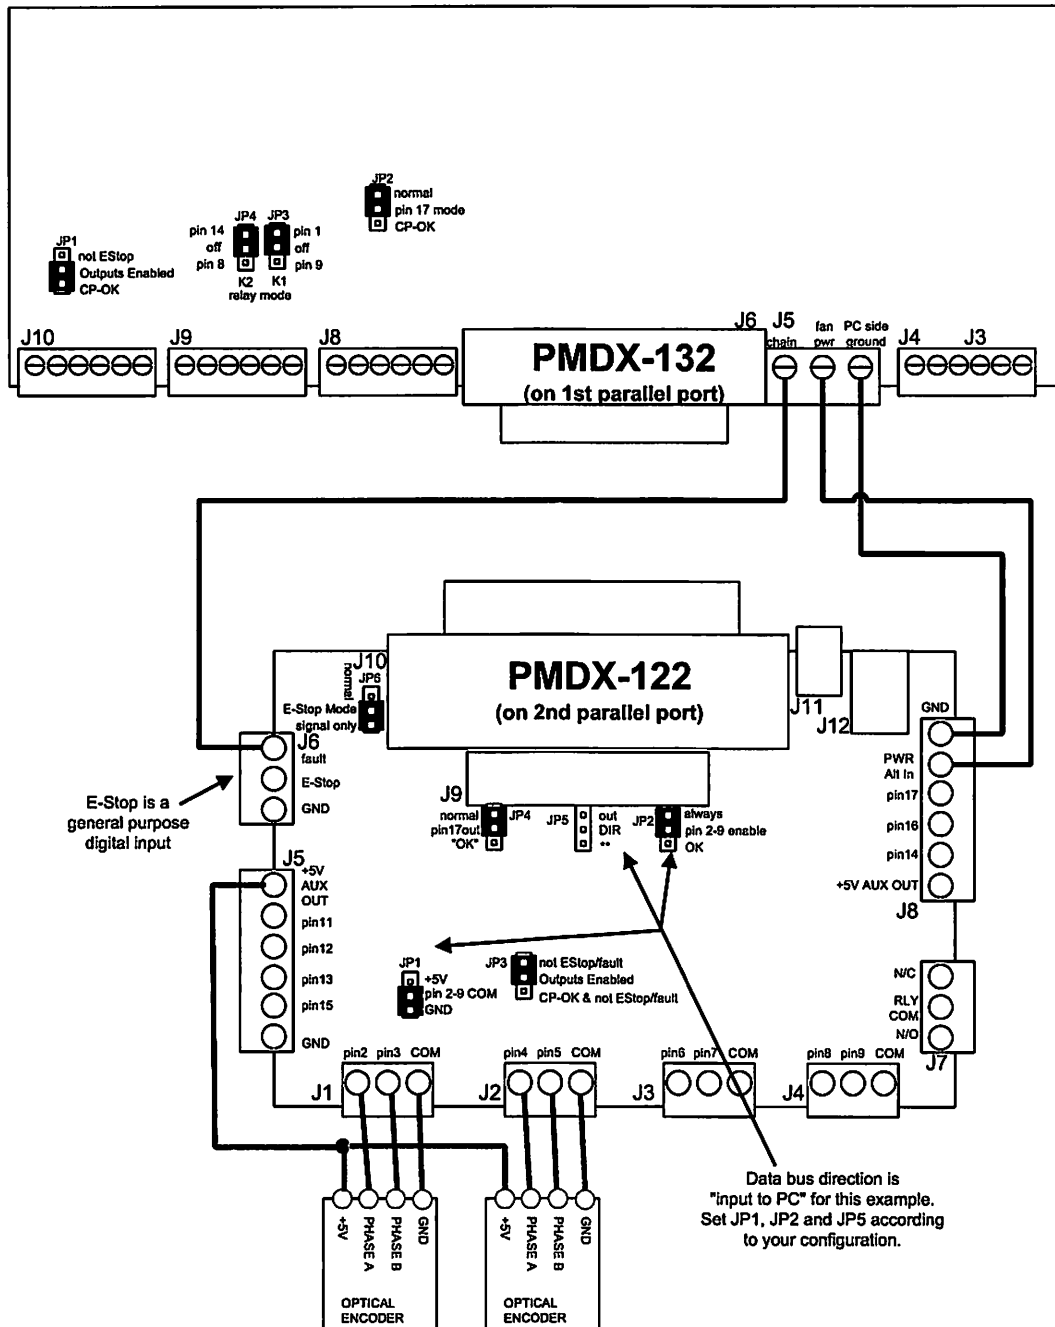 JP2
normal
pin 17 mode
CP-OK
JP4
JP3
pin 14
pin 1
off
off
pin 8
pin 9
K2
K1
relay mode
JP1
not EStop
Outputs Enabled
CP-OK
J10
J9
J8
J6
J5
chain
fan
pwr
PC side
ground
J4
J3
PMDX-132
(on 1st parallel port)
PMDX-122
(on 2nd parallel port)
J10
JP6
normal
E-Stop Mode
signal only
J11
J12
J6
fault
E-Stop
GND
E-Stop is a
general purpose
digital input
GND
PWR
Alt In
pin17
pin16
pin14
+5V AUX OUT
J8
J9
normal
pin17out
"OK"
JP4
JP5
out
DIR
**
JP2
always
pin 2-9 enable
OK
J5
+5V
AUX
OUT
pin11
pin12
pin13
pin15
GND
JP1
+5V
pin 2-9 COM
GND
JP3
not EStop/fault
Outputs Enabled
CP-OK & not EStop/fault
N/C
RLY
COM
N/O
J7
pin2
pin3
COM
J1
pin4
pin5
COM
J2
pin6
pin7
COM
J3
pin8
pin9
COM
J4
Data bus direction is
"input to PC" for this example.
Set JP1, JP2 and JP5 according
to your configuration.
+5V
PHASE A
PHASE B
GND
OPTICAL
ENCODER
+5V
PHASE A
PHASE B
GND
OPTICAL
ENCODER